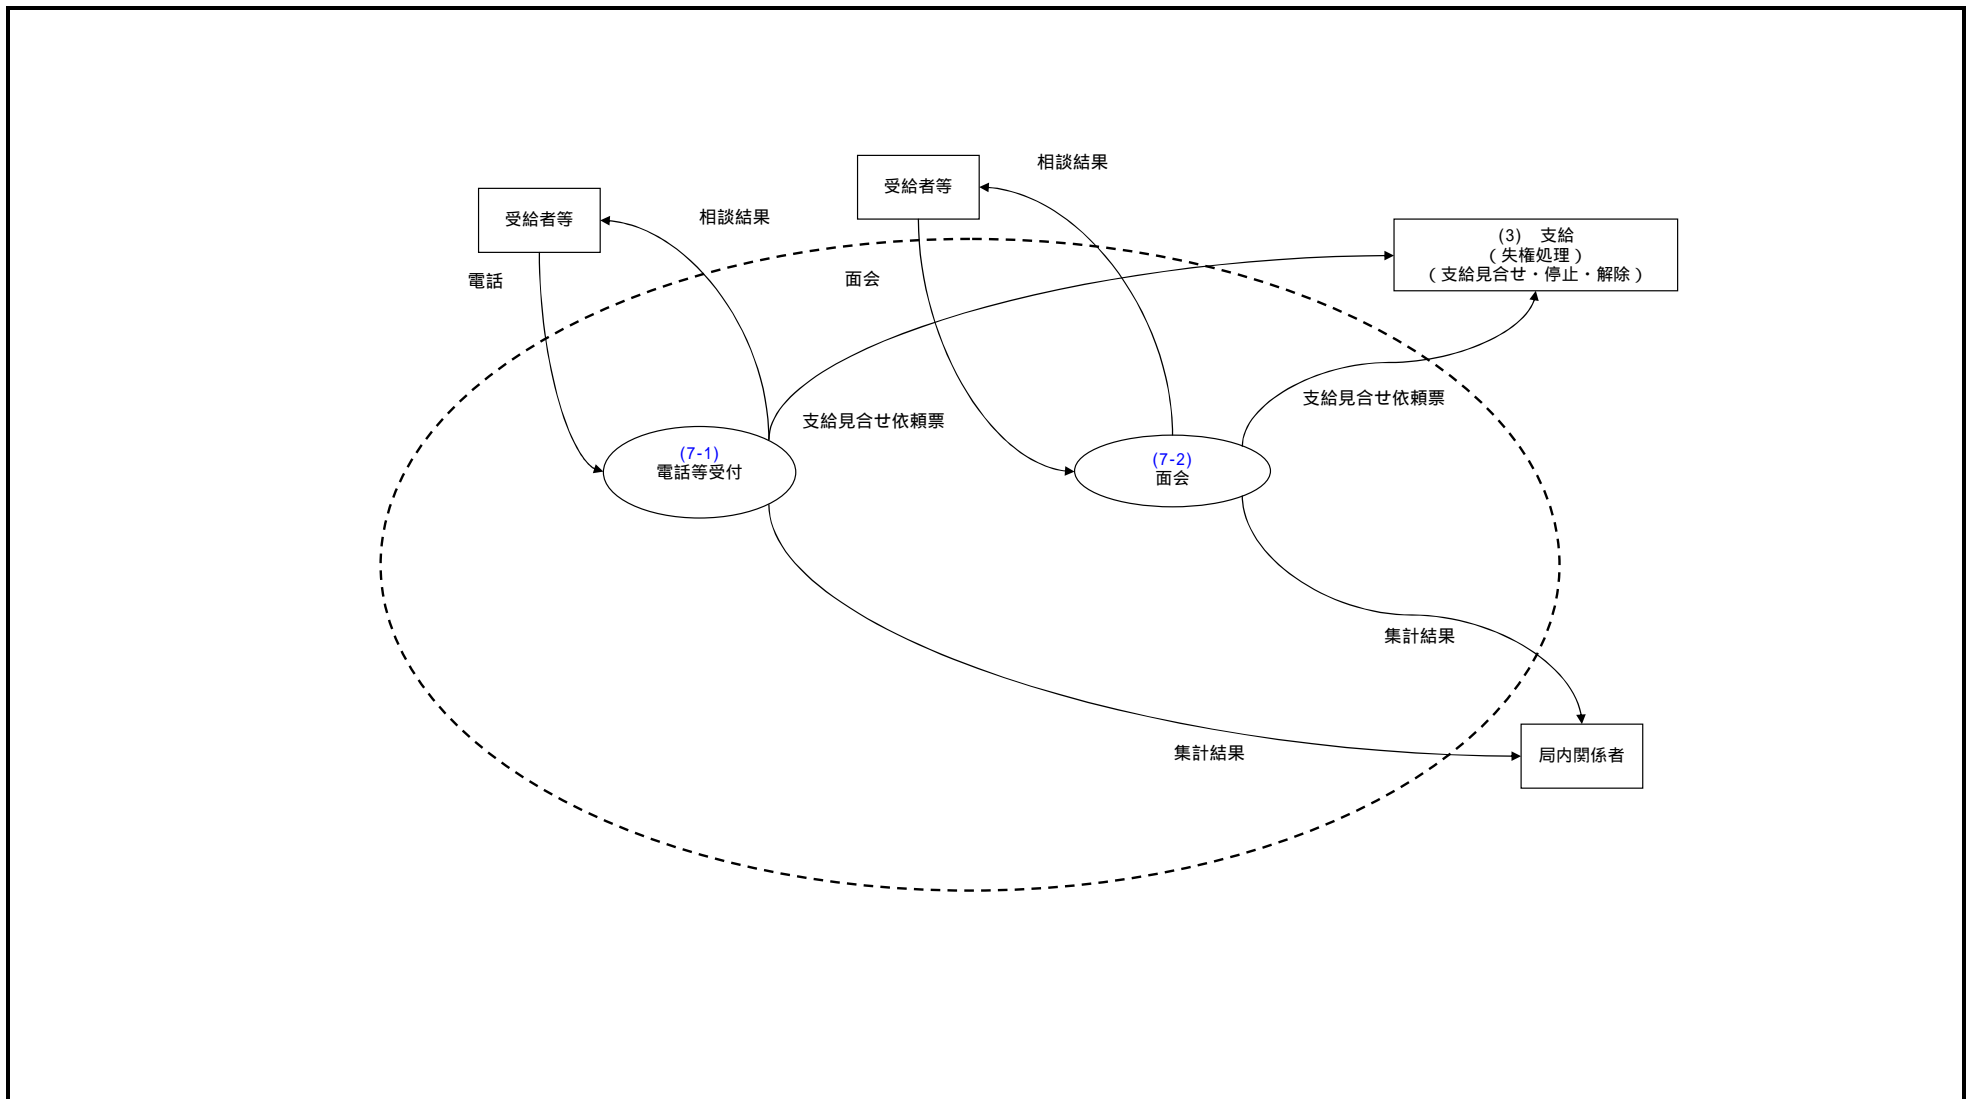 相談結果
受給者等
受給者等
相談結果
(3)　支給
（失権処理）
（支給見合せ・停止・解除）
電話
面会
支給見合せ依頼票
支給見合せ依頼票
(7-1)
電話等受付
(7-2)
面会
集計結果
集計結果
局内関係者